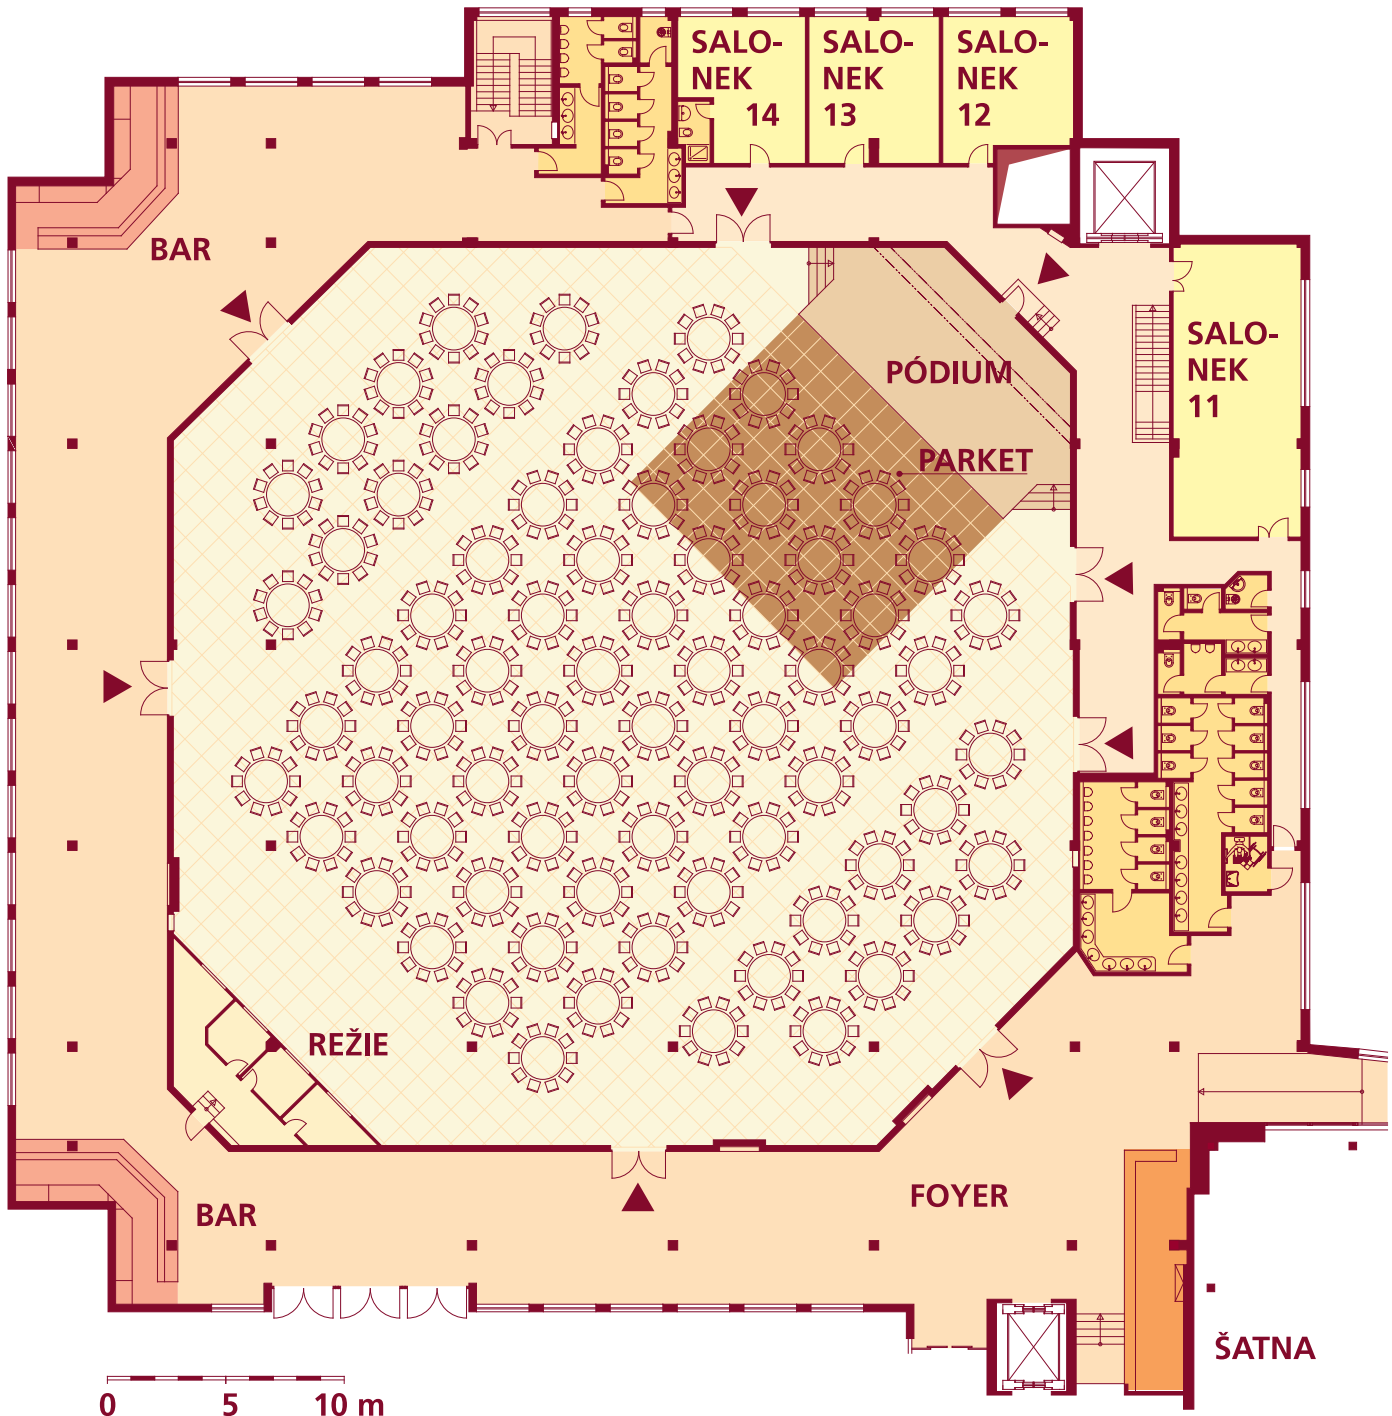 SALO-
NEK
14
SALO-
NEK
13
SALO-
NEK
12
BAR
SALO-
NEK
11
PÓDIUM
PARKET
REŽIE
BAR
FOYER
ŠATNA
0 5 10 m